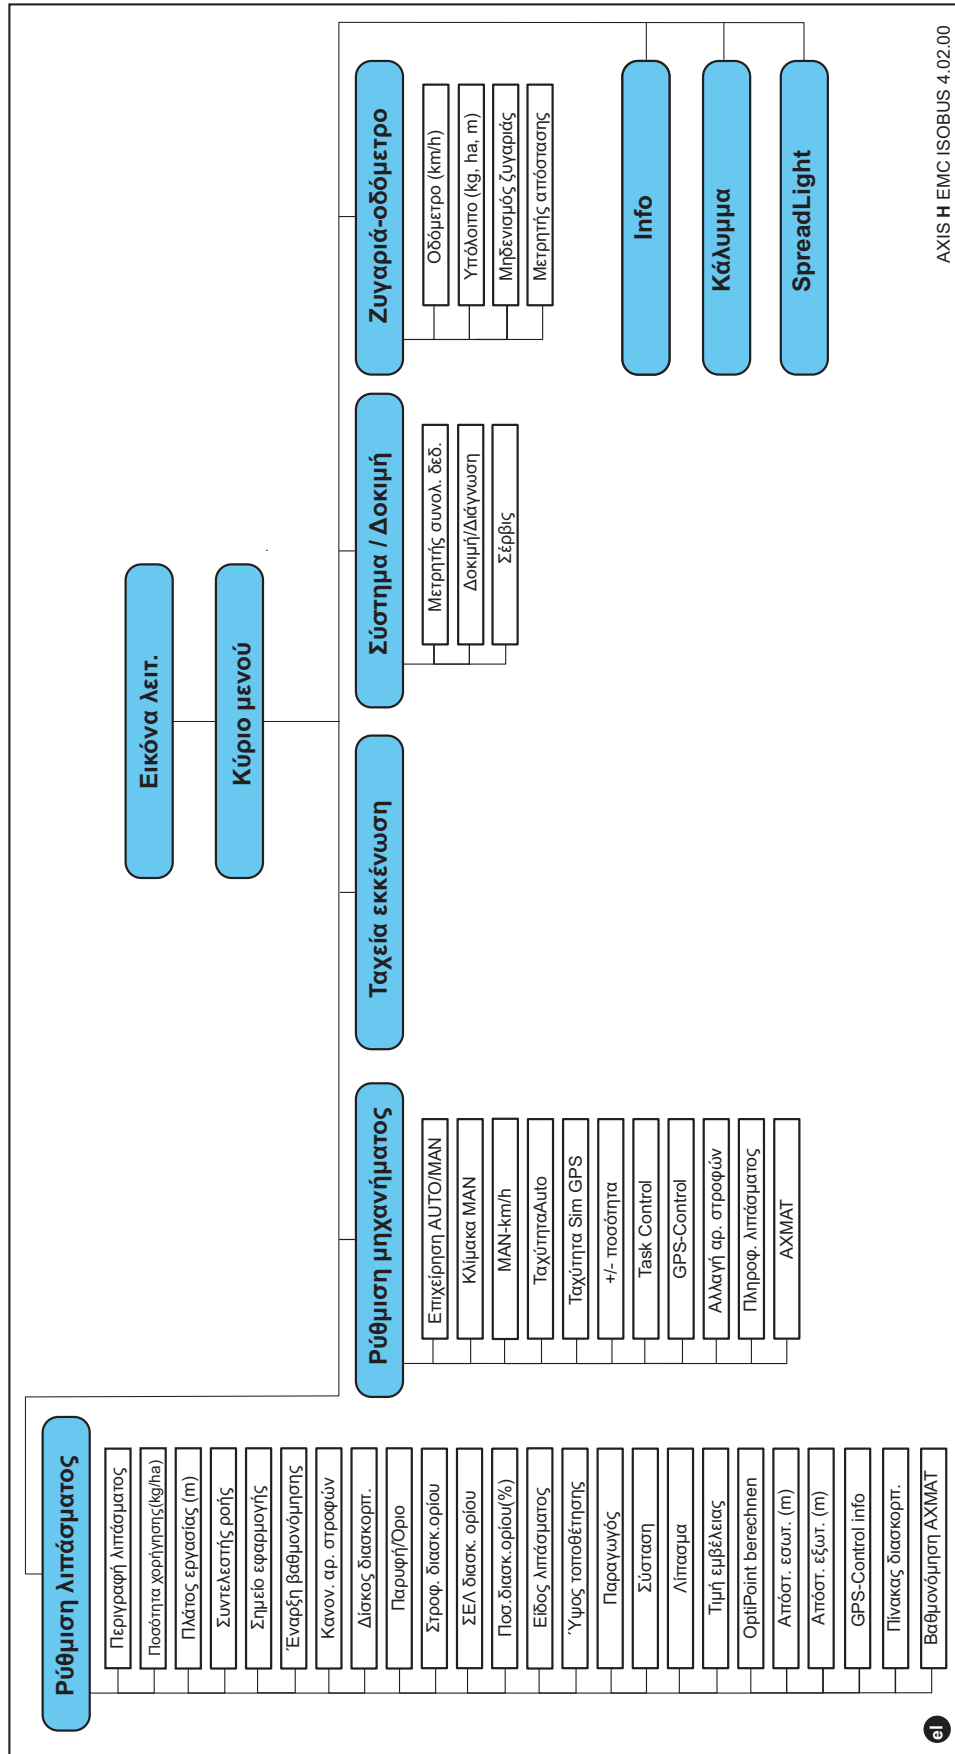 Εικόνα λειτ.
Κύριο μενού
Ρύθμιση λιπάσματος
Περιγραφή λιπάσματος
Ποσότητα χορήγησης(kg/ha)
Πλάτος εργασίας (m)
Συντελεστής ροής
Σημείο εφαρμογής
Έναρξη βαθμονόμησης
Κανον. αρ. στροφών
Δίσκος διασκορπ.
Παρυφή/Όριο
Στροφ. διασκ.ορίου
ΣΕΛ διασκ. ορίου
Ποσ.διασκ.ορίου(%)
Είδος λιπάσματος
Ύψος τοποθέτησης
Παραγωγός
Σύσταση
Λίπασμα
Τιμή εμβέλειας
OptiPoint berechnen
Απόστ. εσωτ. (m)
Απόστ. εξωτ. (m)
GPS-Control info
Πίνακας διασκορπ.
Βαθμονόμηση AXMAT
Ρύθμιση μηχανήματος
Επιχείρηση AUTO/MAN
Κλίμακα MAN
MAN-km/h
ΤαχύτηταAuto
Ταχύτητα Sim GPS
+/- ποσότητα
Task Control
GPS-Control
Αλλαγή αρ. στροφών
Πληροφ. λιπάσματος
AXMAT
Ταχεία εκκένωση
Σύστημα / Δοκιμή
Μετρητής συνολ. δεδ.
Δοκιμή/Διάγνωση
Σέρβις
Ζυγαριά-οδόμετρο
Οδόμετρο (km/h)
Υπόλοιπο (kg, ha, m)
Μηδενισμός ζυγαριάς
Μετρητής απόστασης
Info
Κάλυμμα
SpreadLight
el
AXIS H EMC ISOBUS 4.02.00